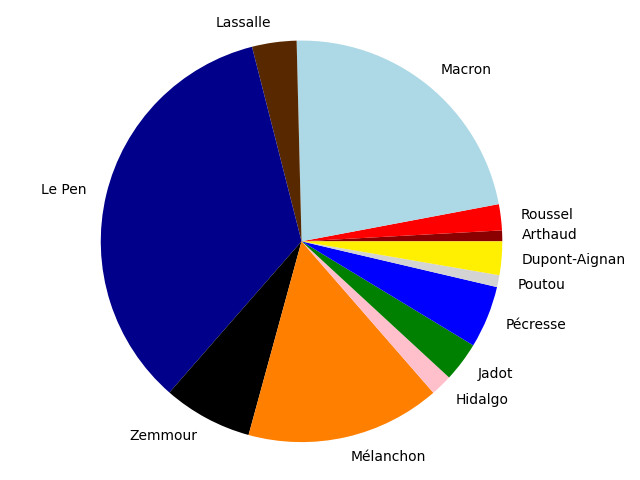 Lassalle
Macron
Le Pen
Roussel
Arthaud
Dupont-Aignan
Poutou
Pécresse
Jadot
Hidalgo
Zemmour
Mélanchon